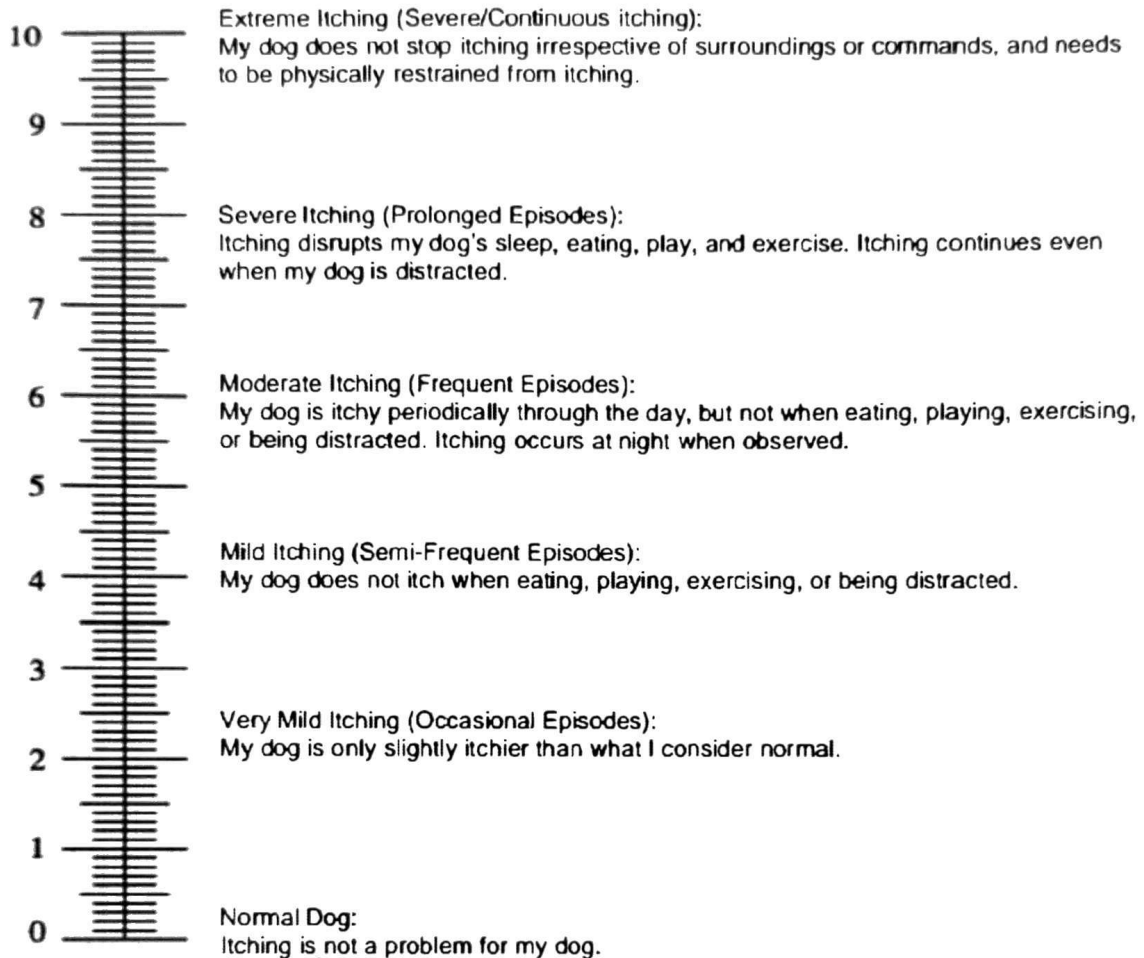 10
Extreme Itching (Severe/Continuous itching):
My dog does not stop itching irrespective of surroundings or commands, and needs
to be physically restrained from itching.
9
8
Severe Itching (Prolonged Episodes):
Itching disrupts my dog's sleep, eating, play, and exercise. Itching continues even
when my dog is distracted.
7
6
Moderate Itching (Frequent Episodes):
My dog is itchy periodically through the day, but not when eating, playing, exercising,
or being distracted. Itching occurs at night when observed.
5
4
Mild Itching (Semi-Frequent Episodes):
My dog does not itch when eating, playing, exercising, or being distracted.
3
2
Very Mild Itching (Occasional Episodes):
My dog is only slightly itchier than what I consider normal.
1
0
Normal Dog:
Itching is not a problem for my dog.